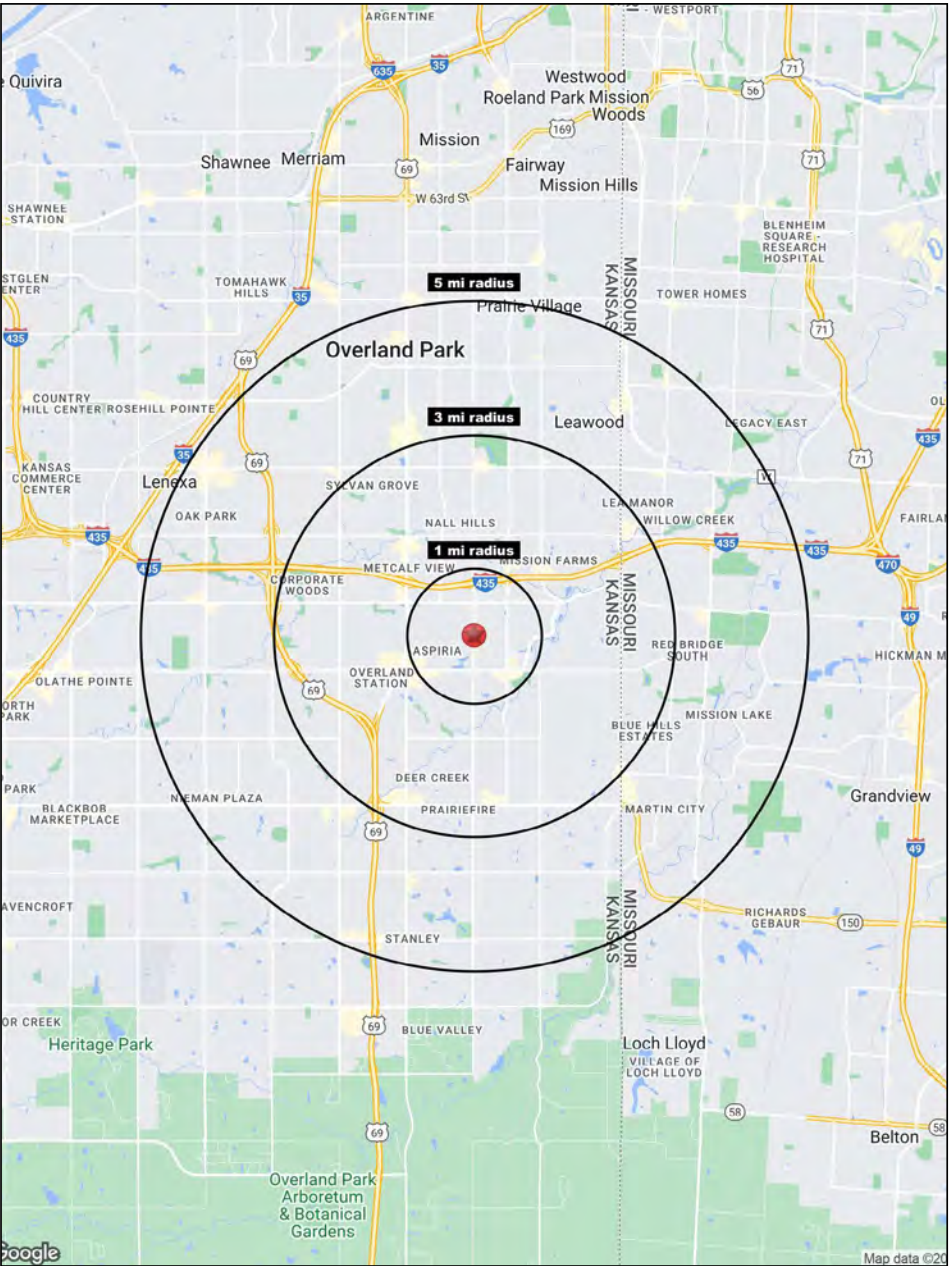 ARGENTINE
- WESTPORT
635
35
71
e Quivira
Westwood
Roeland Park
Mission
Woods
56
169
Mission
71
Shawnee
Merriam
69
Fairway
W 63rd St
Mission Hills
SHAWNEE
STATION
BLENHEIM
SQUARE -
RESEARCH
HOSPITAL
STGLEN
ENTER
TOMAHAWK
HILLS
35
5 mi radius
MISSOURI
KANSAS
TOWER HOMES
Prairie Village
435
71
Overland Park
69
COUNTRY
HILL CENTER
ROSEHILL POINTE
3 mi radius
Leawood
LEGACY EAST
OL
435
35
69
71
KANSAS
COMMERCE
CENTER
Lenexa
W
SYLVAN GROVE
LEA MANOR
OAK PARK
NALL HILLS
WILLOW CREEK
FAIRLAN
435
435
435
1 mi radius
435
METCALF VIEW
MISSION FARMS
470
CORPORATE
WOODS
435
MISSOURI
KANSAS
49
ASPIRIA
RED BRIDGE
SOUTH
HICKMAN M
OVERLAND
STATION
OLATHE POINTE
69
ORTH
PARK
MISSION LAKE
BLUE HILLS
ESTATES
DEER CREEK
PARK
NIEMAN PLAZA
BLACKBOB
MARKETPLACE
PRAIRIEFIRE
MARTIN CITY
Grandview
69
49
AVENCROFT
MISSOURI
KANSAS
RICHARDS
GEBAUR
150
STANLEY
OR CREEK
69
BLUE VALLEY
Heritage Park
Loch Lloyd
VILLAGE OF
LOCH LLOYD
58
69
58
Belton
Overland Park
Arboretum
& Botanical
Gardens
Google
Map data ©20